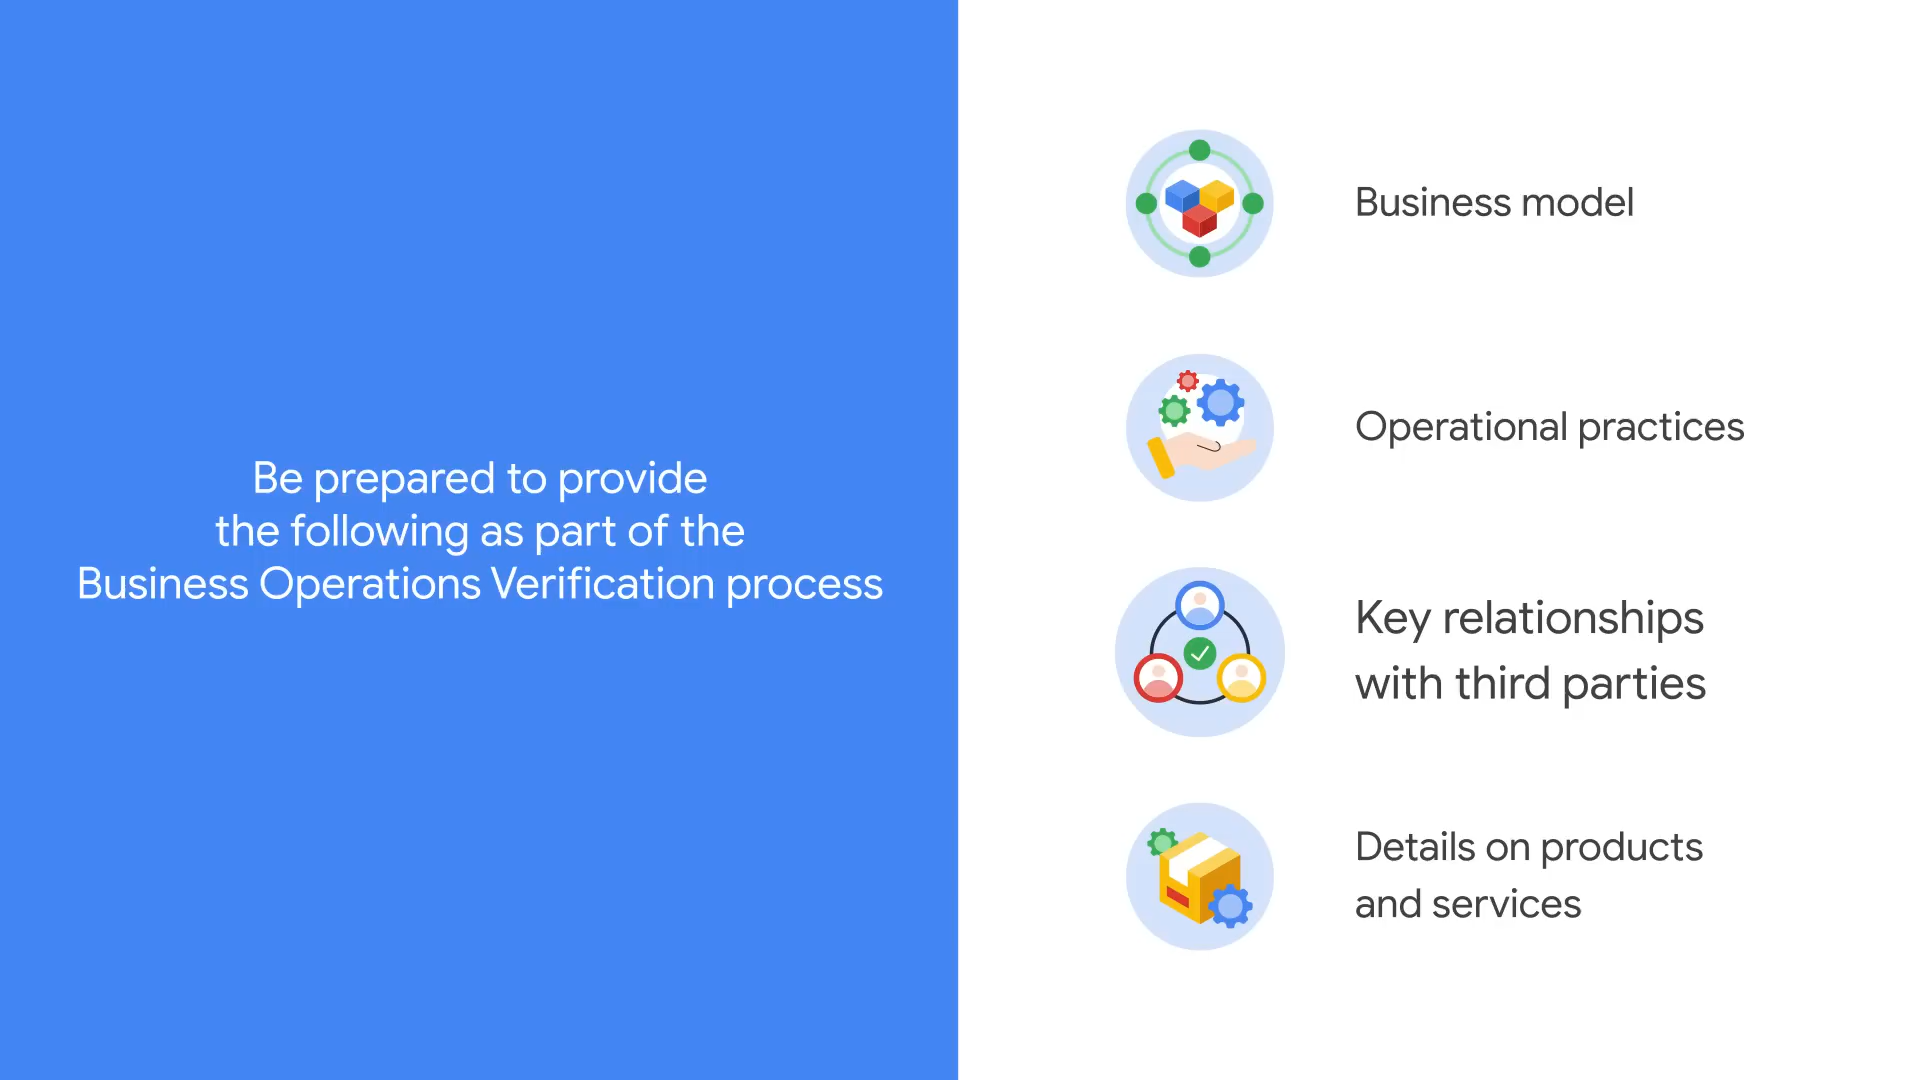 Be prepared to provide
the following as part of the
Business Operations Verification process
Business model
Operational practices
Key relationships
with third parties
Details on products
and services